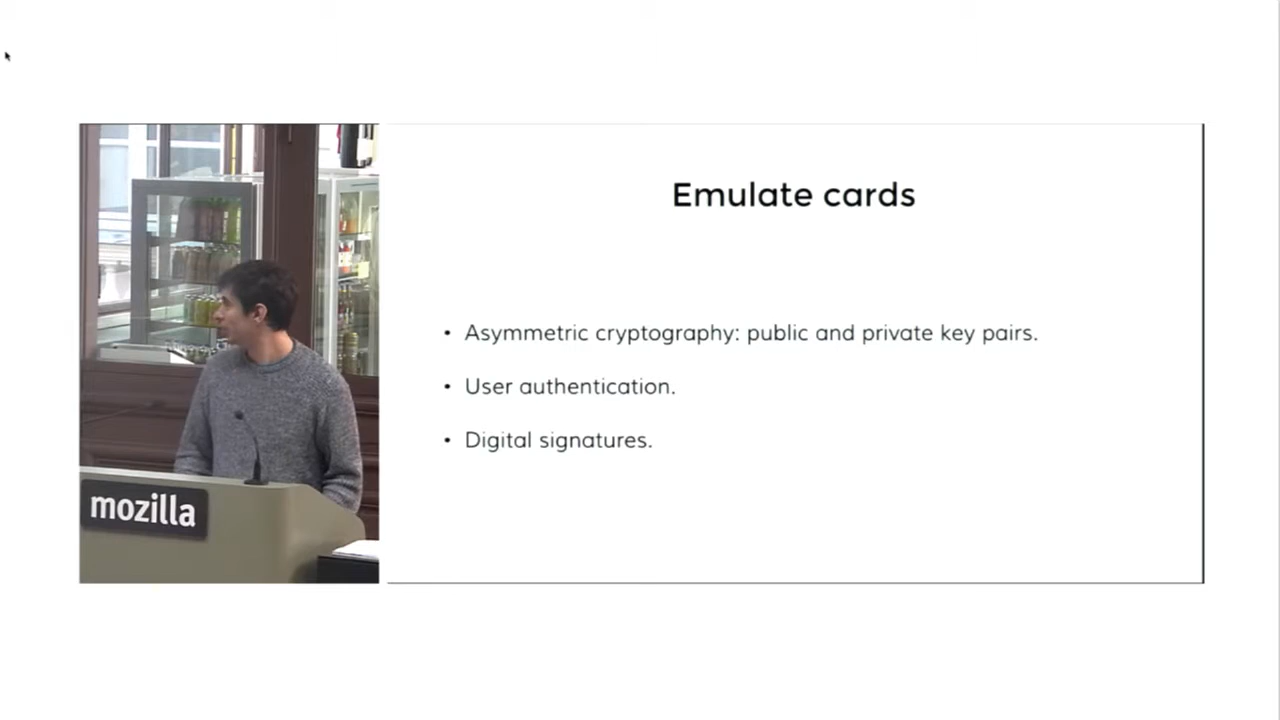 Emulate cards
• Asymmetric cryptography: public and private key pairs.
• User authentication.
• Digital signatures.
mozilla